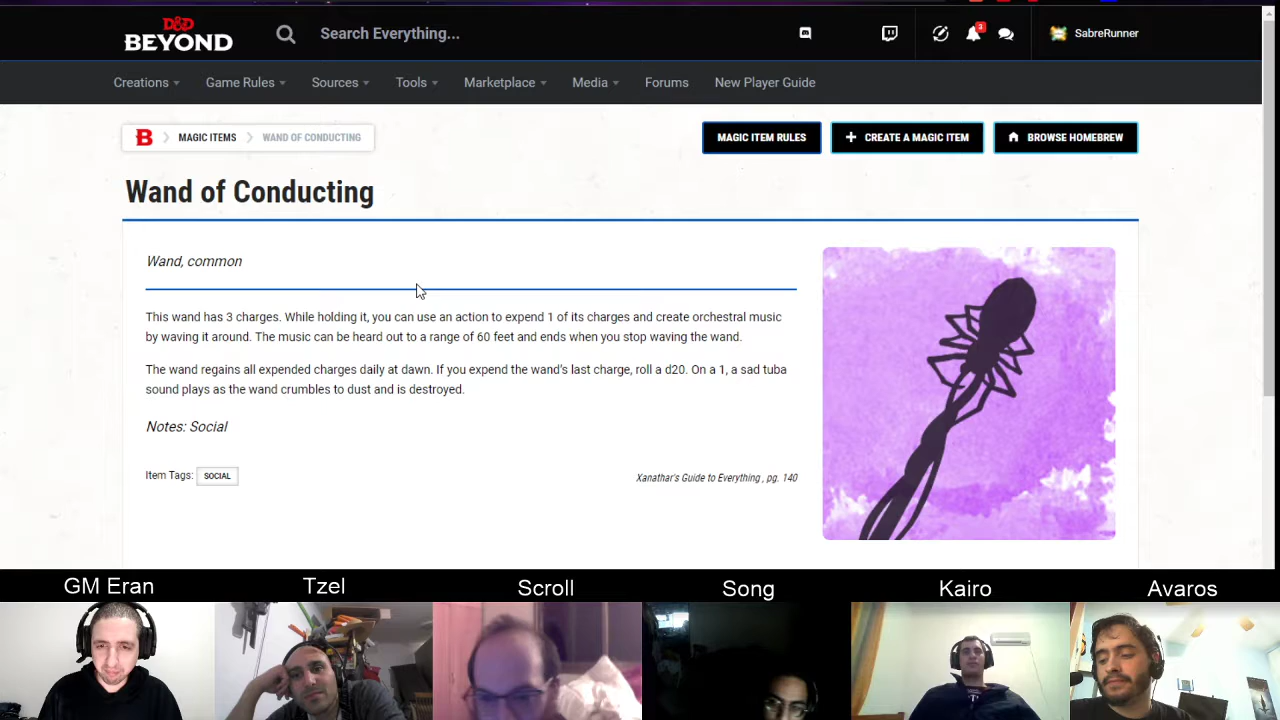 D&D
BEYOND
Search Everything...
3
SabreRunner
Creations
Game Rules
Sources
Tools
Marketplace
Media
Forums
New Player Guide
B
MAGIC ITEMS
WAND OF CONDUCTING
MAGIC ITEM RULES
+ CREATE A MAGIC ITEM
BROWSE HOMEBREW
Wand of Conducting
Wand, common
This wand has 3 charges. While holding it, you can use an action to expend 1 of its charges and create orchestral music
by waving it around. The music can be heard out to a range of 60 feet and ends when you stop waving the wand.
The wand regains all expended charges daily at dawn. If you expend the wand's last charge, roll a d20. On a 1, a sad tuba
sound plays as the wand crumbles to dust and is destroyed.
Notes: Social
Item Tags: SOCIAL
Xanathar's Guide to Everything , pg. 140
GM Eran
Tzel
Scroll
Song
Kairo
Avaros